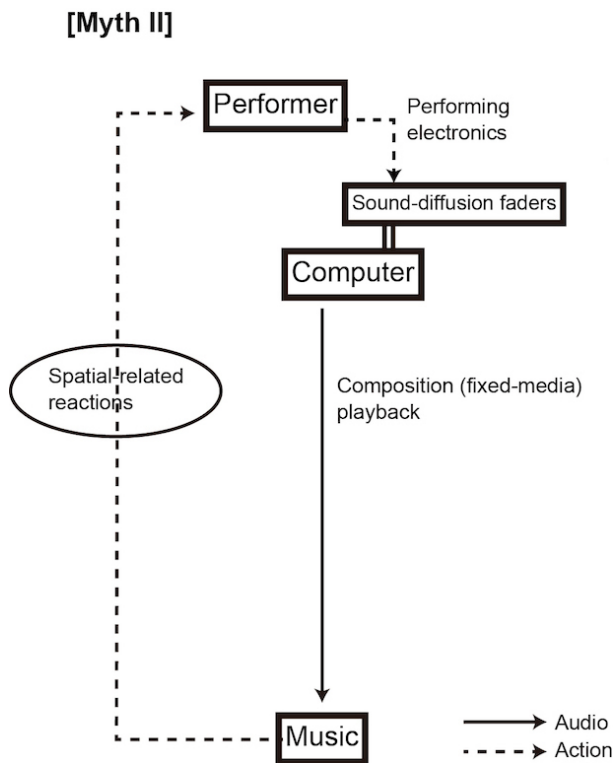 [Myth II]
Performer
Performing
electronics
Sound-diffusion faders
Computer
Spatial-related
reactions
Composition (fixed-media)
playback
Music
Audio
Action